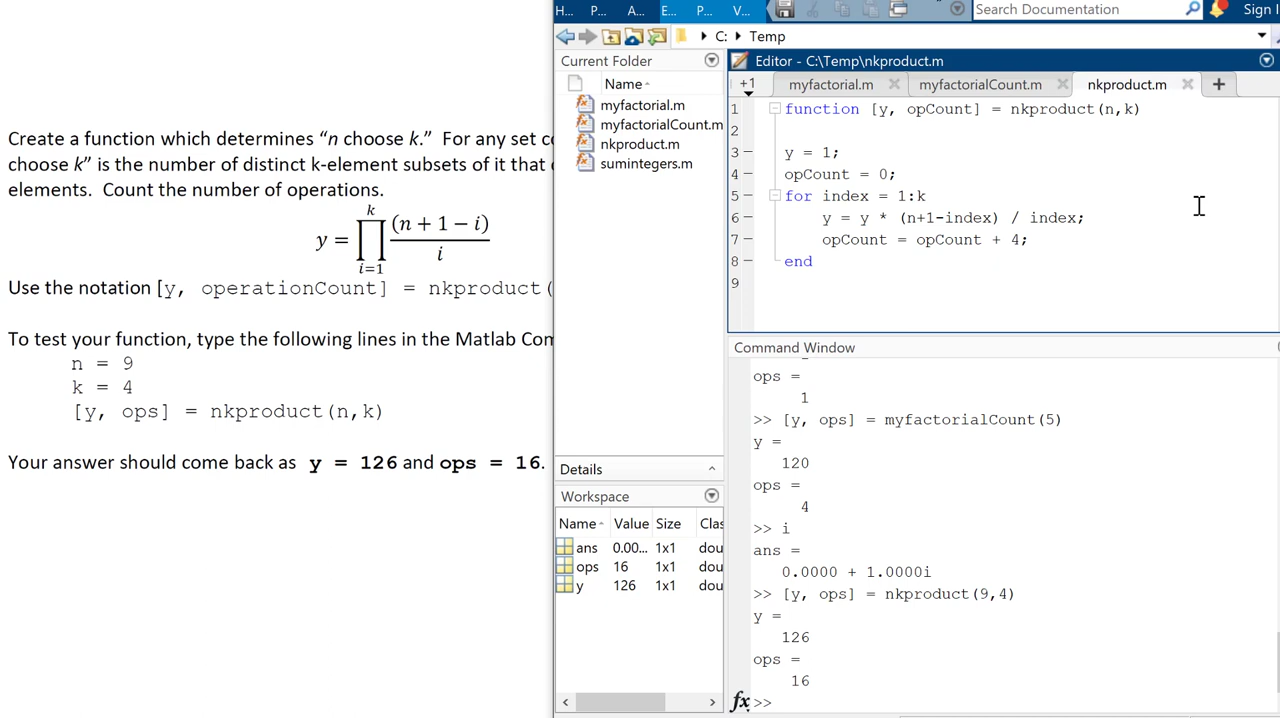 Create a function which determines “n choose k.” For any set co
choose k” is the number of distinct k-element subsets of it that c
elements. Count the number of operations.
y = ∏ k i=1 (n + 1 − i) / i
Use the notation [y, operationCount] = nkproduct(
To test your function, type the following lines in the Matlab Com
n = 9
k = 4
[y, ops] = nkproduct(n,k)
Your answer should come back as y = 126 and ops = 16.
H... P... A... E... P... V...
Search Documentation
Sign I
C: Temp
Current Folder
Name
myfactorial.m
myfactorialCount.m
nkproduct.m
sumintegers.m
Details
Workspace
Name Value Size Clas
ans 0.00... 1x1 dou
ops 16 1x1 dou
y 126 1x1 dou
Editor - C:\Temp\nkproduct.m
+1 myfactorial.m myfactorialCount.m nkproduct.m +
1 function [y, opCount] = nkproduct(n,k)
2
3 y = 1;
4 opCount = 0;
5 for index = 1:k
6 y = y * (n+1-index) / index;
7 opCount = opCount + 4;
8 end
9
Command Window
ops =
1
>> [y, ops] = myfactorialCount(5)
y =
120
ops =
4
>> i
ans =
0.0000 + 1.0000i
>> [y, ops] = nkproduct(9,4)
y =
126
ops =
16
fx >>